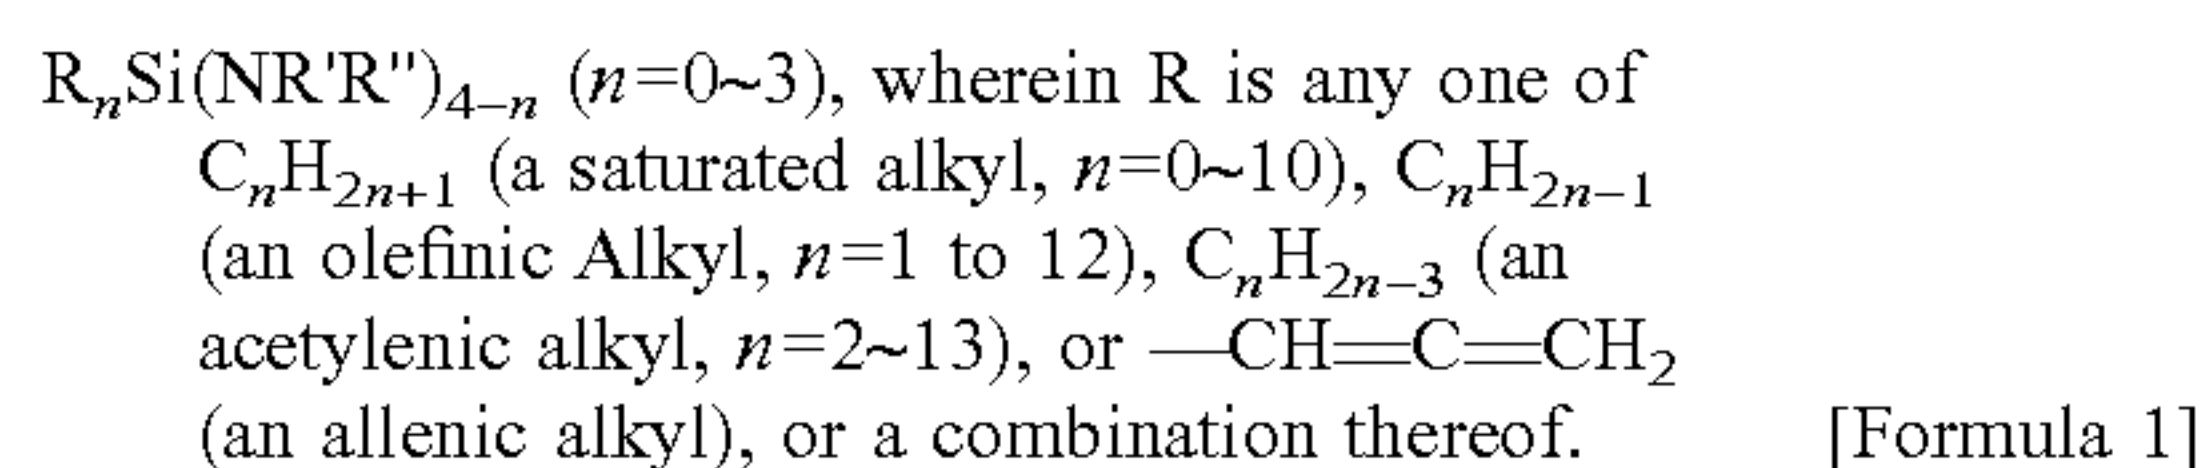 RₙSi(NR'R")₄₋ₙ (n=0~3), wherein R is any one of
CₙH₂ₙ₊₁ (a saturated alkyl, n=0~10), CₙH₂ₙ₋₁
(an olefinic Alkyl, n=1 to 12), CₙH₂ₙ₋₃ (an
acetylenic alkyl, n=2~13), or —CH=C=CH₂
(an allenic alkyl), or a combination thereof. [Formula 1]